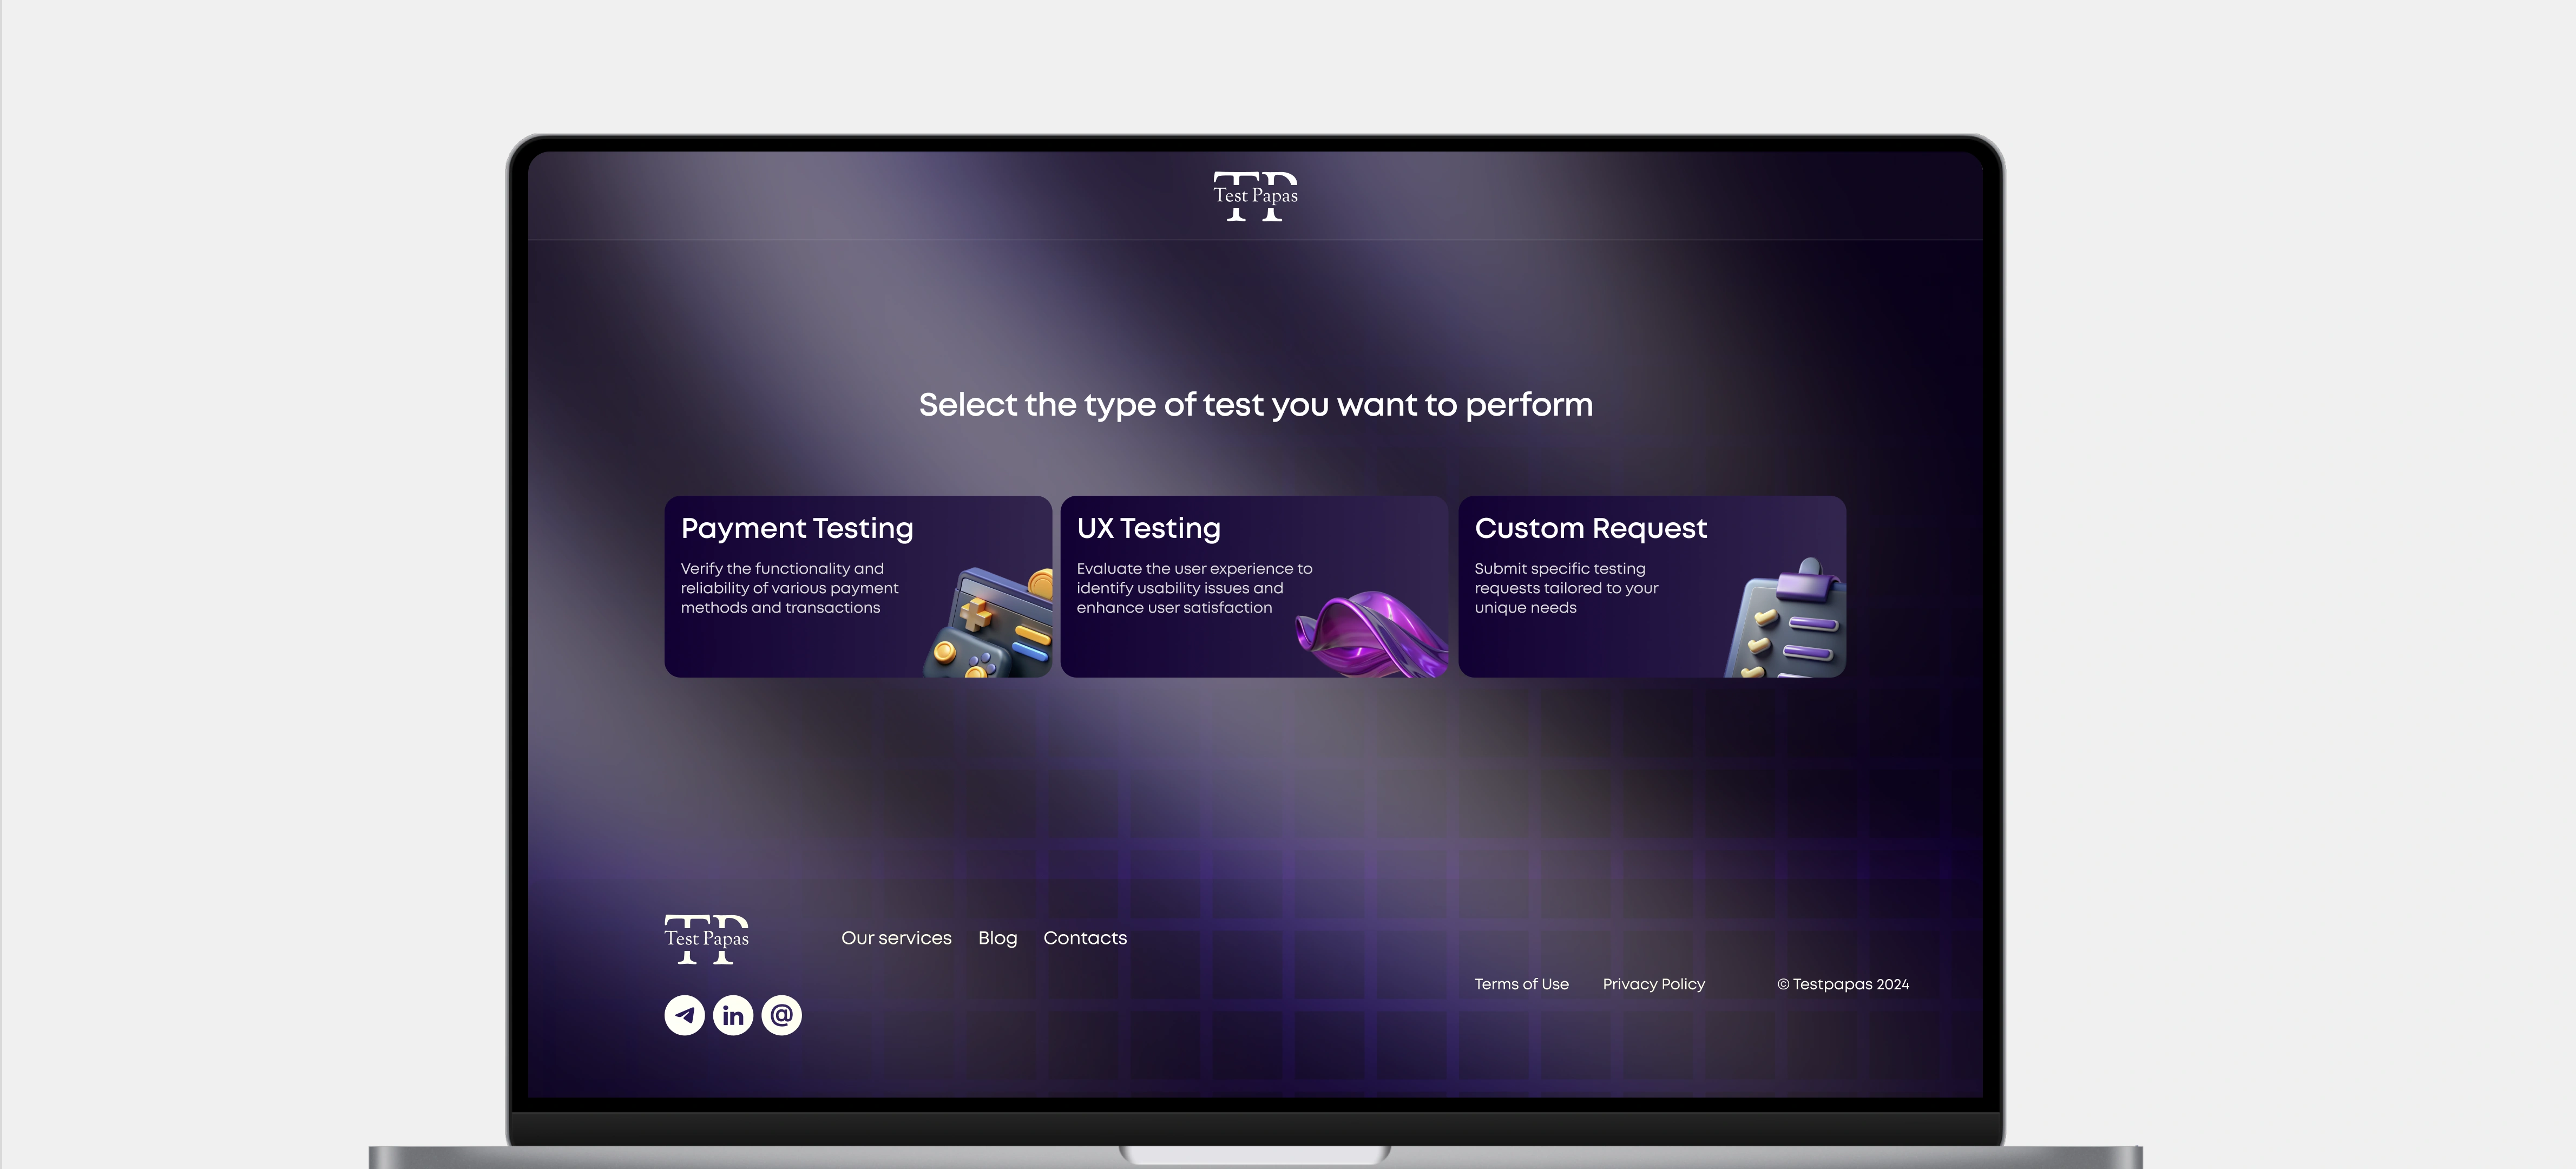 TP
Test Papas
Select the type of test you want to perform
Payment Testing
Verify the functionality and
reliability of various payment
methods and transactions
UX Testing
Evaluate the user experience to
identify usability issues and
enhance user satisfaction
Custom Request
Submit specific testing
requests tailored to your
unique needs
TP
Test Papas
Our services Blog Contacts
Terms of Use Privacy Policy © Testpapas 2024
in @